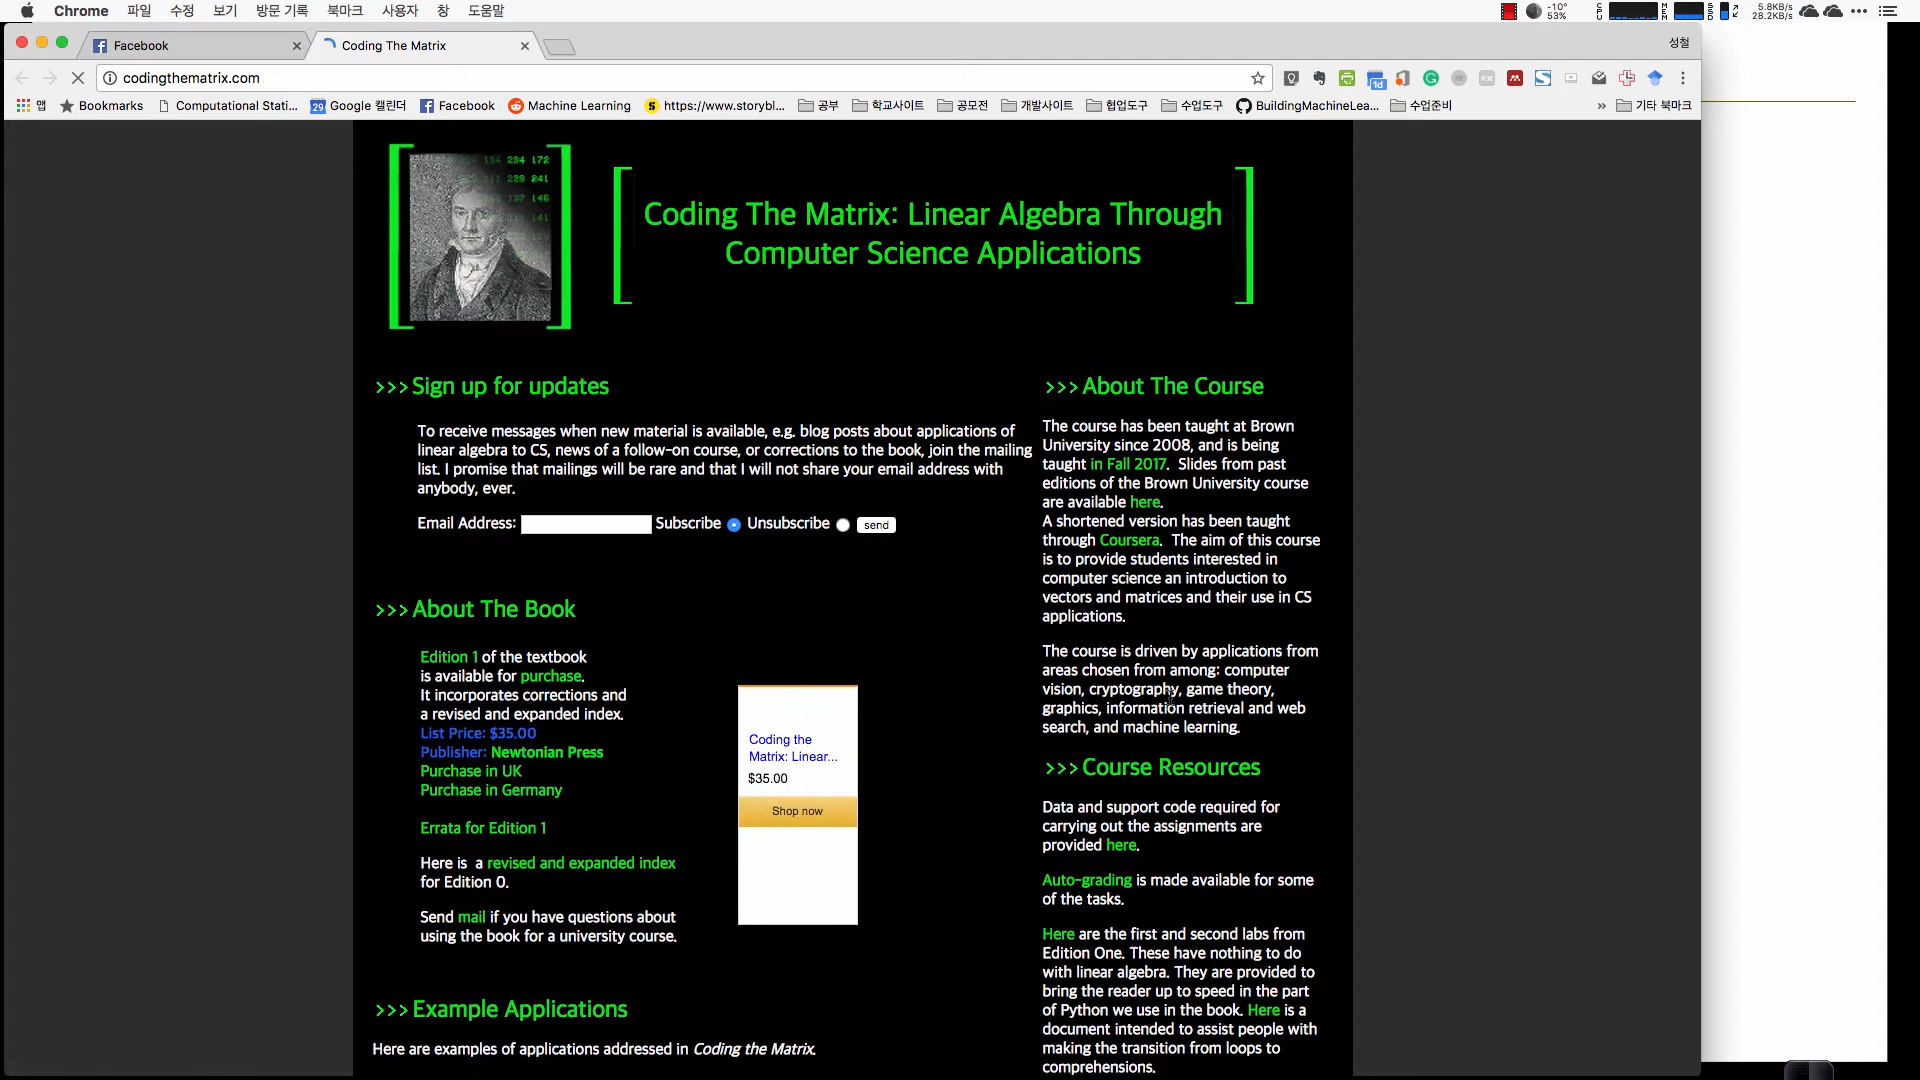 Chrome 파일 수정 보기 방문 기록 북마크 사용자 창 도움말
-10° 53% 5.8KB/s 28.2KB/s
Facebook
Coding The Matrix
성철
codingthematrix.com
앱 Bookmarks Computational Stati... Google 캘린더 Facebook Machine Learning https://www.storybl... 공부 학교사이트 공모전 개발사이트 협업도구 수업도구 BuildingMachineLea... 수업준비 » 기타 북마크
Coding The Matrix: Linear Algebra Through
Computer Science Applications
>>> Sign up for updates
To receive messages when new material is available, e.g. blog posts about applications of
linear algebra to CS, news of a follow-on course, or corrections to the book, join the mailing
list. I promise that mailings will be rare and that I will not share your email address with
anybody, ever.
Email Address: Subscribe Unsubscribe send
>>> About The Book
Edition 1 of the textbook
is available for purchase.
It incorporates corrections and
a revised and expanded index.
List Price: $35.00
Publisher: Newtonian Press
Purchase in UK
Purchase in Germany
Errata for Edition 1
Here is a revised and expanded index
for Edition 0.
Send mail if you have questions about
using the book for a university course.
Coding the
Matrix: Linear...
$35.00
Shop now
>>> Example Applications
Here are examples of applications addressed in Coding the Matrix.
>>> About The Course
The course has been taught at Brown
University since 2008, and is being
taught in Fall 2017. Slides from past
editions of the Brown University course
are available here.
A shortened version has been taught
through Coursera. The aim of this course
is to provide students interested in
computer science an introduction to
vectors and matrices and their use in CS
applications.
The course is driven by applications from
areas chosen from among: computer
vision, cryptography, game theory,
graphics, information retrieval and web
search, and machine learning.
>>> Course Resources
Data and support code required for
carrying out the assignments are
provided here.
Auto-grading is made available for some
of the tasks.
Here are the first and second labs from
Edition One. These have nothing to do
with linear algebra. They are provided to
bring the reader up to speed in the part
of Python we use in the book. Here is a
document intended to assist people with
making the transition from loops to
comprehensions.